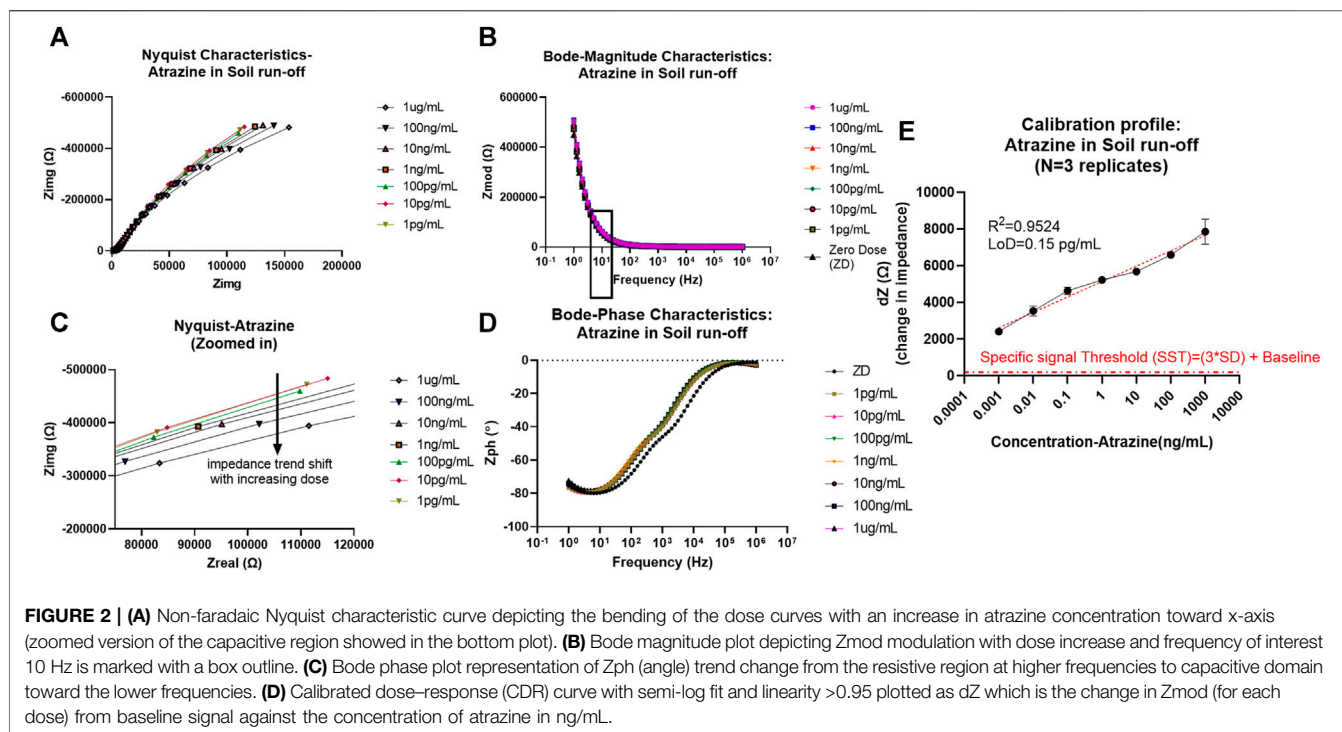 A
Nyquist Characteristics-
Atrazine in Soil run-off
-600000
-400000
-200000
0
Zimg (Ω)
0
50000
100000
150000
200000
Zimg
1ug/mL
100ng/mL
10ng/mL
1ng/mL
100pg/mL
10pg/mL
1pg/mL
B
Bode-Magnitude Characteristics:
Atrazine in Soil run-off
600000
400000
200000
0
Zmod (Ω)
10-1
10⁰
10¹
10²
10³
10⁴
10⁵
10⁶
10⁷
Frequency (Hz)
1ug/mL
100ng/mL
10ng/mL
1ng/mL
100pg/mL
10pg/mL
1pg/mL
Zero Dose
(ZD)
C
Nyquist-Atrazine
(Zoomed in)
-500000
-400000
-300000
-200000
Zimg (Ω)
impedance trend shift
with increasing dose
80000
90000
100000
110000
120000
Zreal (Ω)
1ug/mL
100ng/mL
10ng/mL
1ng/mL
100pg/mL
10pg/mL
1pg/mL
D
Bode-Phase Characteristics:
Atrazine in Soil run-off
0
-20
-40
-60
-80
-100
Zph (°)
10-1
10⁰
10¹
10²
10³
10⁴
10⁵
10⁶
10⁷
Frequency (Hz)
ZD
1pg/mL
10pg/mL
100pg/mL
1ng/mL
10ng/mL
100ng/mL
1ug/mL
E
Calibration profile:
Atrazine in Soil run-off
(N=3 replicates)
10000
8000
6000
4000
2000
0
dZ (Ω)
(change in impedance)
R²=0.9524
LoD=0.15 pg/mL
Specific signal Threshold (SST)=(3*SD) + Baseline
0.0001
0.001
0.01
0.1
1
10
100
1000
10000
Concentration-Atrazine(ng/mL)
FIGURE 2 | (A) Non-faradaic Nyquist characteristic curve depicting the bending of the dose curves with an increase in atrazine concentration toward x-axis
(zoomed version of the capacitive region showed in the bottom plot). (B) Bode magnitude plot depicting Zmod modulation with dose increase and frequency of interest
10 Hz is marked with a box outline. (C) Bode phase plot representation of Zph (angle) trend change from the resistive region at higher frequencies to capacitive domain
toward the lower frequencies. (D) Calibrated dose–response (CDR) curve with semi-log fit and linearity >0.95 plotted as dZ which is the change in Zmod (for each
dose) from baseline signal against the concentration of atrazine in ng/mL.